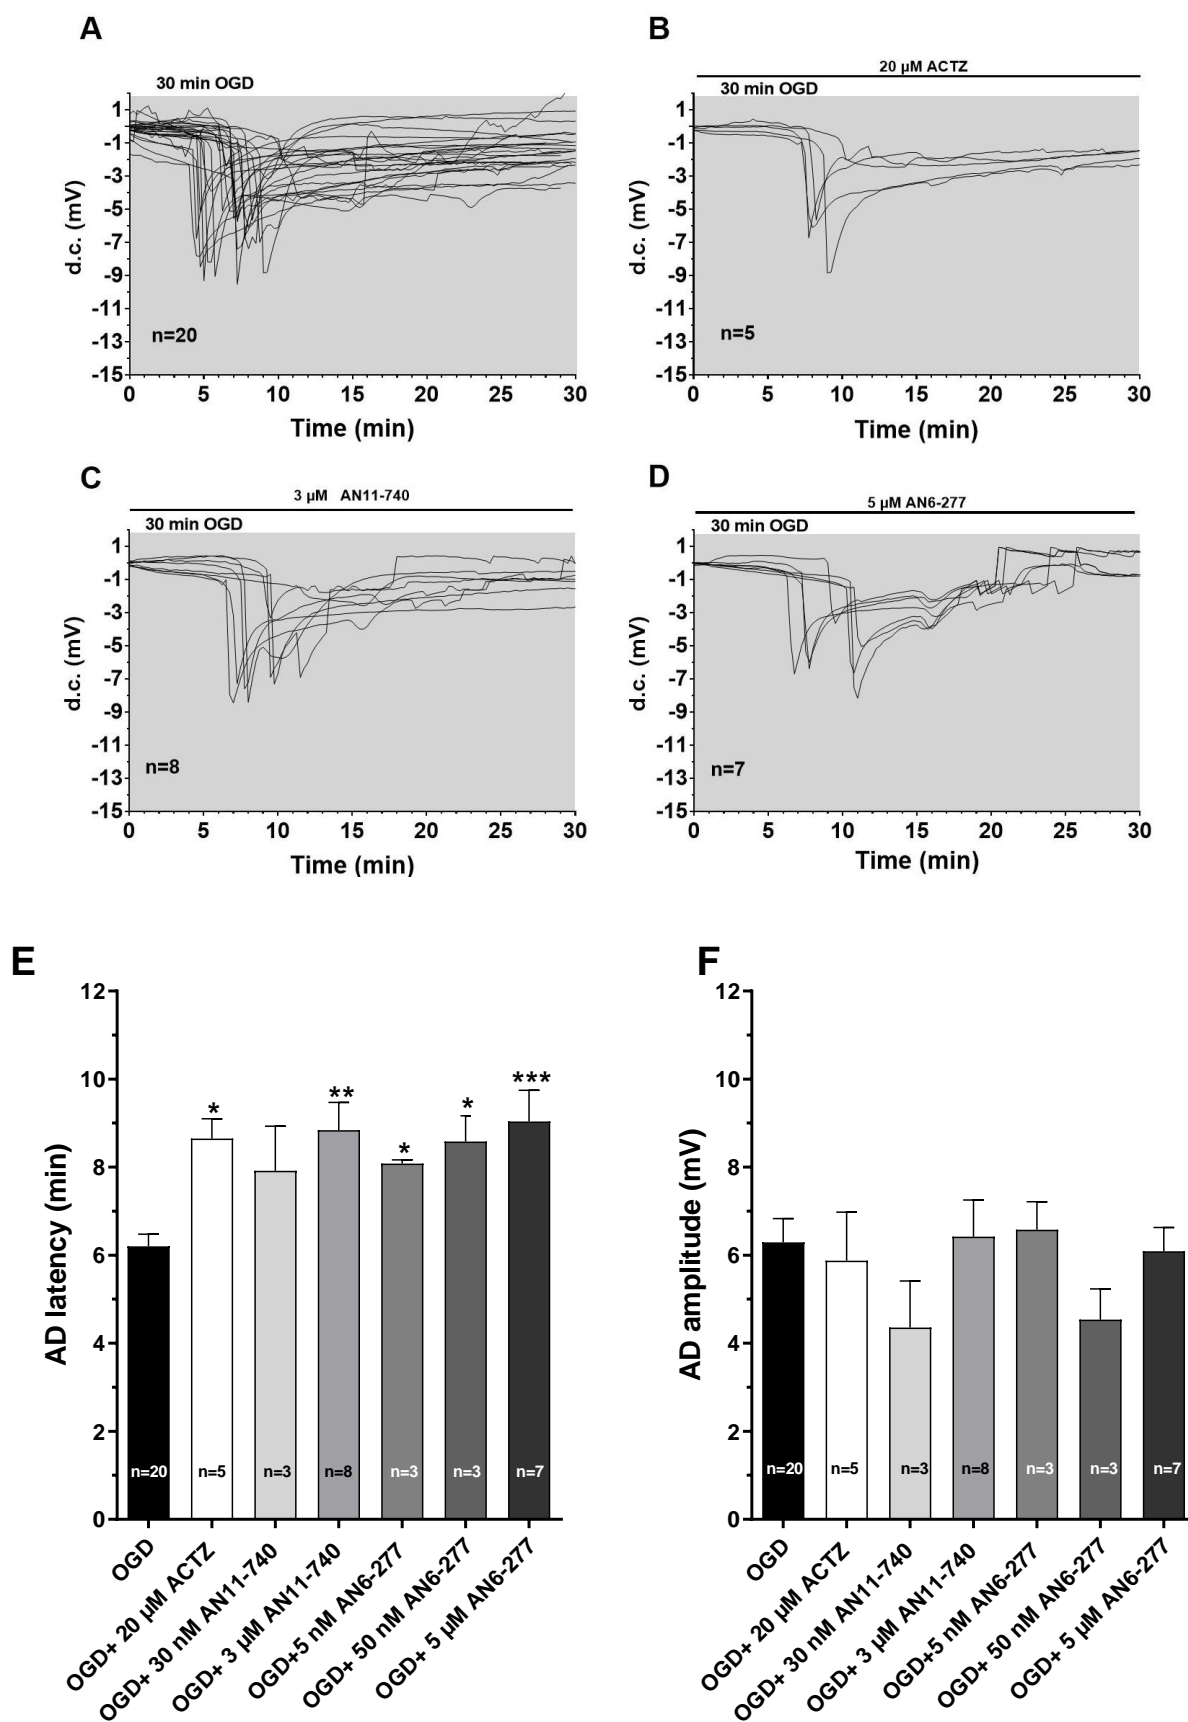 A
30 min OGD
1
-1
-3
-5
-7
-9
-11
-13
-15
d.c. (mV)
n=20
0 5 10 15 20 25 30
Time (min)
B
20 µM ACTZ
30 min OGD
1
-1
-3
-5
-7
-9
-11
-13
-15
d.c. (mV)
n=5
0 5 10 15 20 25 30
Time (min)
C
3 µM AN11-740
30 min OGD
1
-1
-3
-5
-7
-9
-11
-13
-15
d.c. (mV)
n=8
0 5 10 15 20 25 30
Time (min)
D
5 µM AN6-277
30 min OGD
1
-1
-3
-5
-7
-9
-11
-13
-15
d.c. (mV)
n=7
0 5 10 15 20 25 30
Time (min)
E
12
10
8
6
4
2
0
AD latency (min)
* ** * * ***
n=20 n=5 n=3 n=8 n=3 n=3 n=7
OGD
OGD+ 20 µM ACTZ
OGD+ 30 nM AN11-740
OGD+ 3 µM AN11-740
OGD+5 nM AN6-277
OGD+ 50 nM AN6-277
OGD+ 5 µM AN6-277
F
12
10
8
6
4
2
0
AD amplitude (mV)
n=20 n=5 n=3 n=8 n=3 n=3 n=7
OGD
OGD+ 20 µM ACTZ
OGD+ 30 nM AN11-740
OGD+ 3 µM AN11-740
OGD+5 nM AN6-277
OGD+ 50 nM AN6-277
OGD+ 5 µM AN6-277